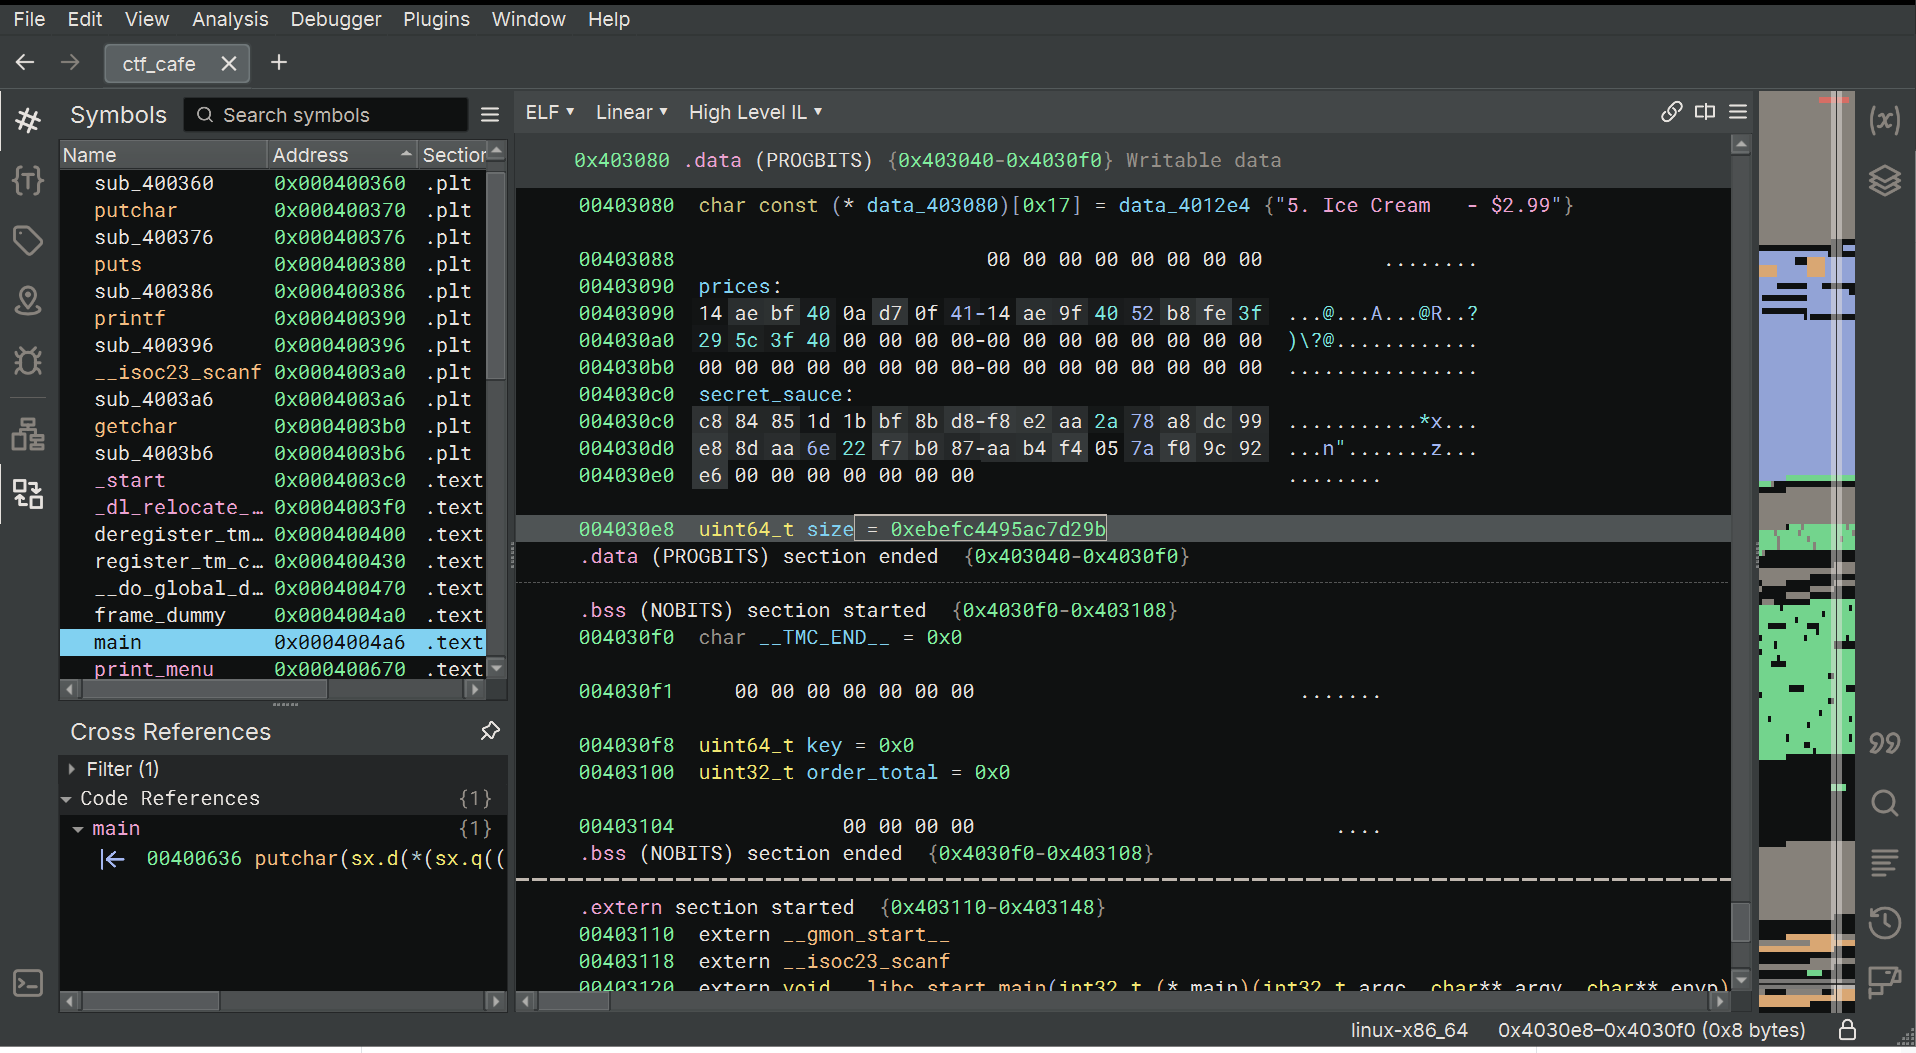 File Edit View Analysis Debugger Plugins Window Help
ctf_cafe
Symbols Search symbols
Name Address Section
sub_400360 0x000400360 .plt
putchar 0x000400370 .plt
sub_400376 0x000400376 .plt
puts 0x000400380 .plt
sub_400386 0x000400386 .plt
printf 0x000400390 .plt
sub_400396 0x000400396 .plt
__isoc23_scanf 0x0004003a0 .plt
sub_4003a6 0x0004003a6 .plt
getchar 0x0004003b0 .plt
sub_4003b6 0x0004003b6 .plt
_start 0x0004003c0 .text
_dl_relocate_… 0x0004003f0 .text
deregister_tm… 0x000400400 .text
register_tm_c… 0x000400430 .text
__do_global_d… 0x000400470 .text
frame_dummy 0x0004004a0 .text
main 0x0004004a6 .text
print_menu 0x000400670 .text
Cross References
Filter (1)
Code References {1}
main {1}
00400636 putchar(sx.d(*(sx.q((
ELF Linear High Level IL
0x403080 .data (PROGBITS) {0x403040-0x4030f0} Writable data
00403080 char const (* data_403080)[0x17] = data_4012e4 {"5. Ice Cream   - $2.99"}
00403088 00 00 00 00 00 00 00 00 ........
00403090 prices:
00403090 14 ae bf 40 0a d7 0f 41-14 ae 9f 40 52 b8 fe 3f ...@...A...@R..?
004030a0 29 5c 3f 40 00 00 00 00-00 00 00 00 00 00 00 00 )\?@............
004030b0 00 00 00 00 00 00 00 00-00 00 00 00 00 00 00 00 ................
004030c0 secret_sauce:
004030c0 c8 84 85 1d 1b bf 8b d8-f8 e2 aa 2a 78 a8 dc 99 ...........*x...
004030d0 e8 8d aa 6e 22 f7 b0 87-aa b4 f4 05 7a f0 9c 92 ...n".......z...
004030e0 e6 00 00 00 00 00 00 00 ........
004030e8 uint64_t size = 0xebefc4495ac7d29b
.data (PROGBITS) section ended {0x403040-0x4030f0}
.bss (NOBITS) section started {0x4030f0-0x403108}
004030f0 char __TMC_END__ = 0x0
004030f1 00 00 00 00 00 00 00 .......
004030f8 uint64_t key = 0x0
00403100 uint32_t order_total = 0x0
00403104 00 00 00 00 ....
.bss (NOBITS) section ended {0x4030f0-0x403108}
.extern section started {0x403110-0x403148}
00403110 extern __gmon_start__
00403118 extern __isoc23_scanf
00403120 extern void __libc_start_main(int32_t (* main)(int32_t argc, char** argv, char** envp)
linux-x86_64 0x4030e8–0x4030f0 (0x8 bytes)